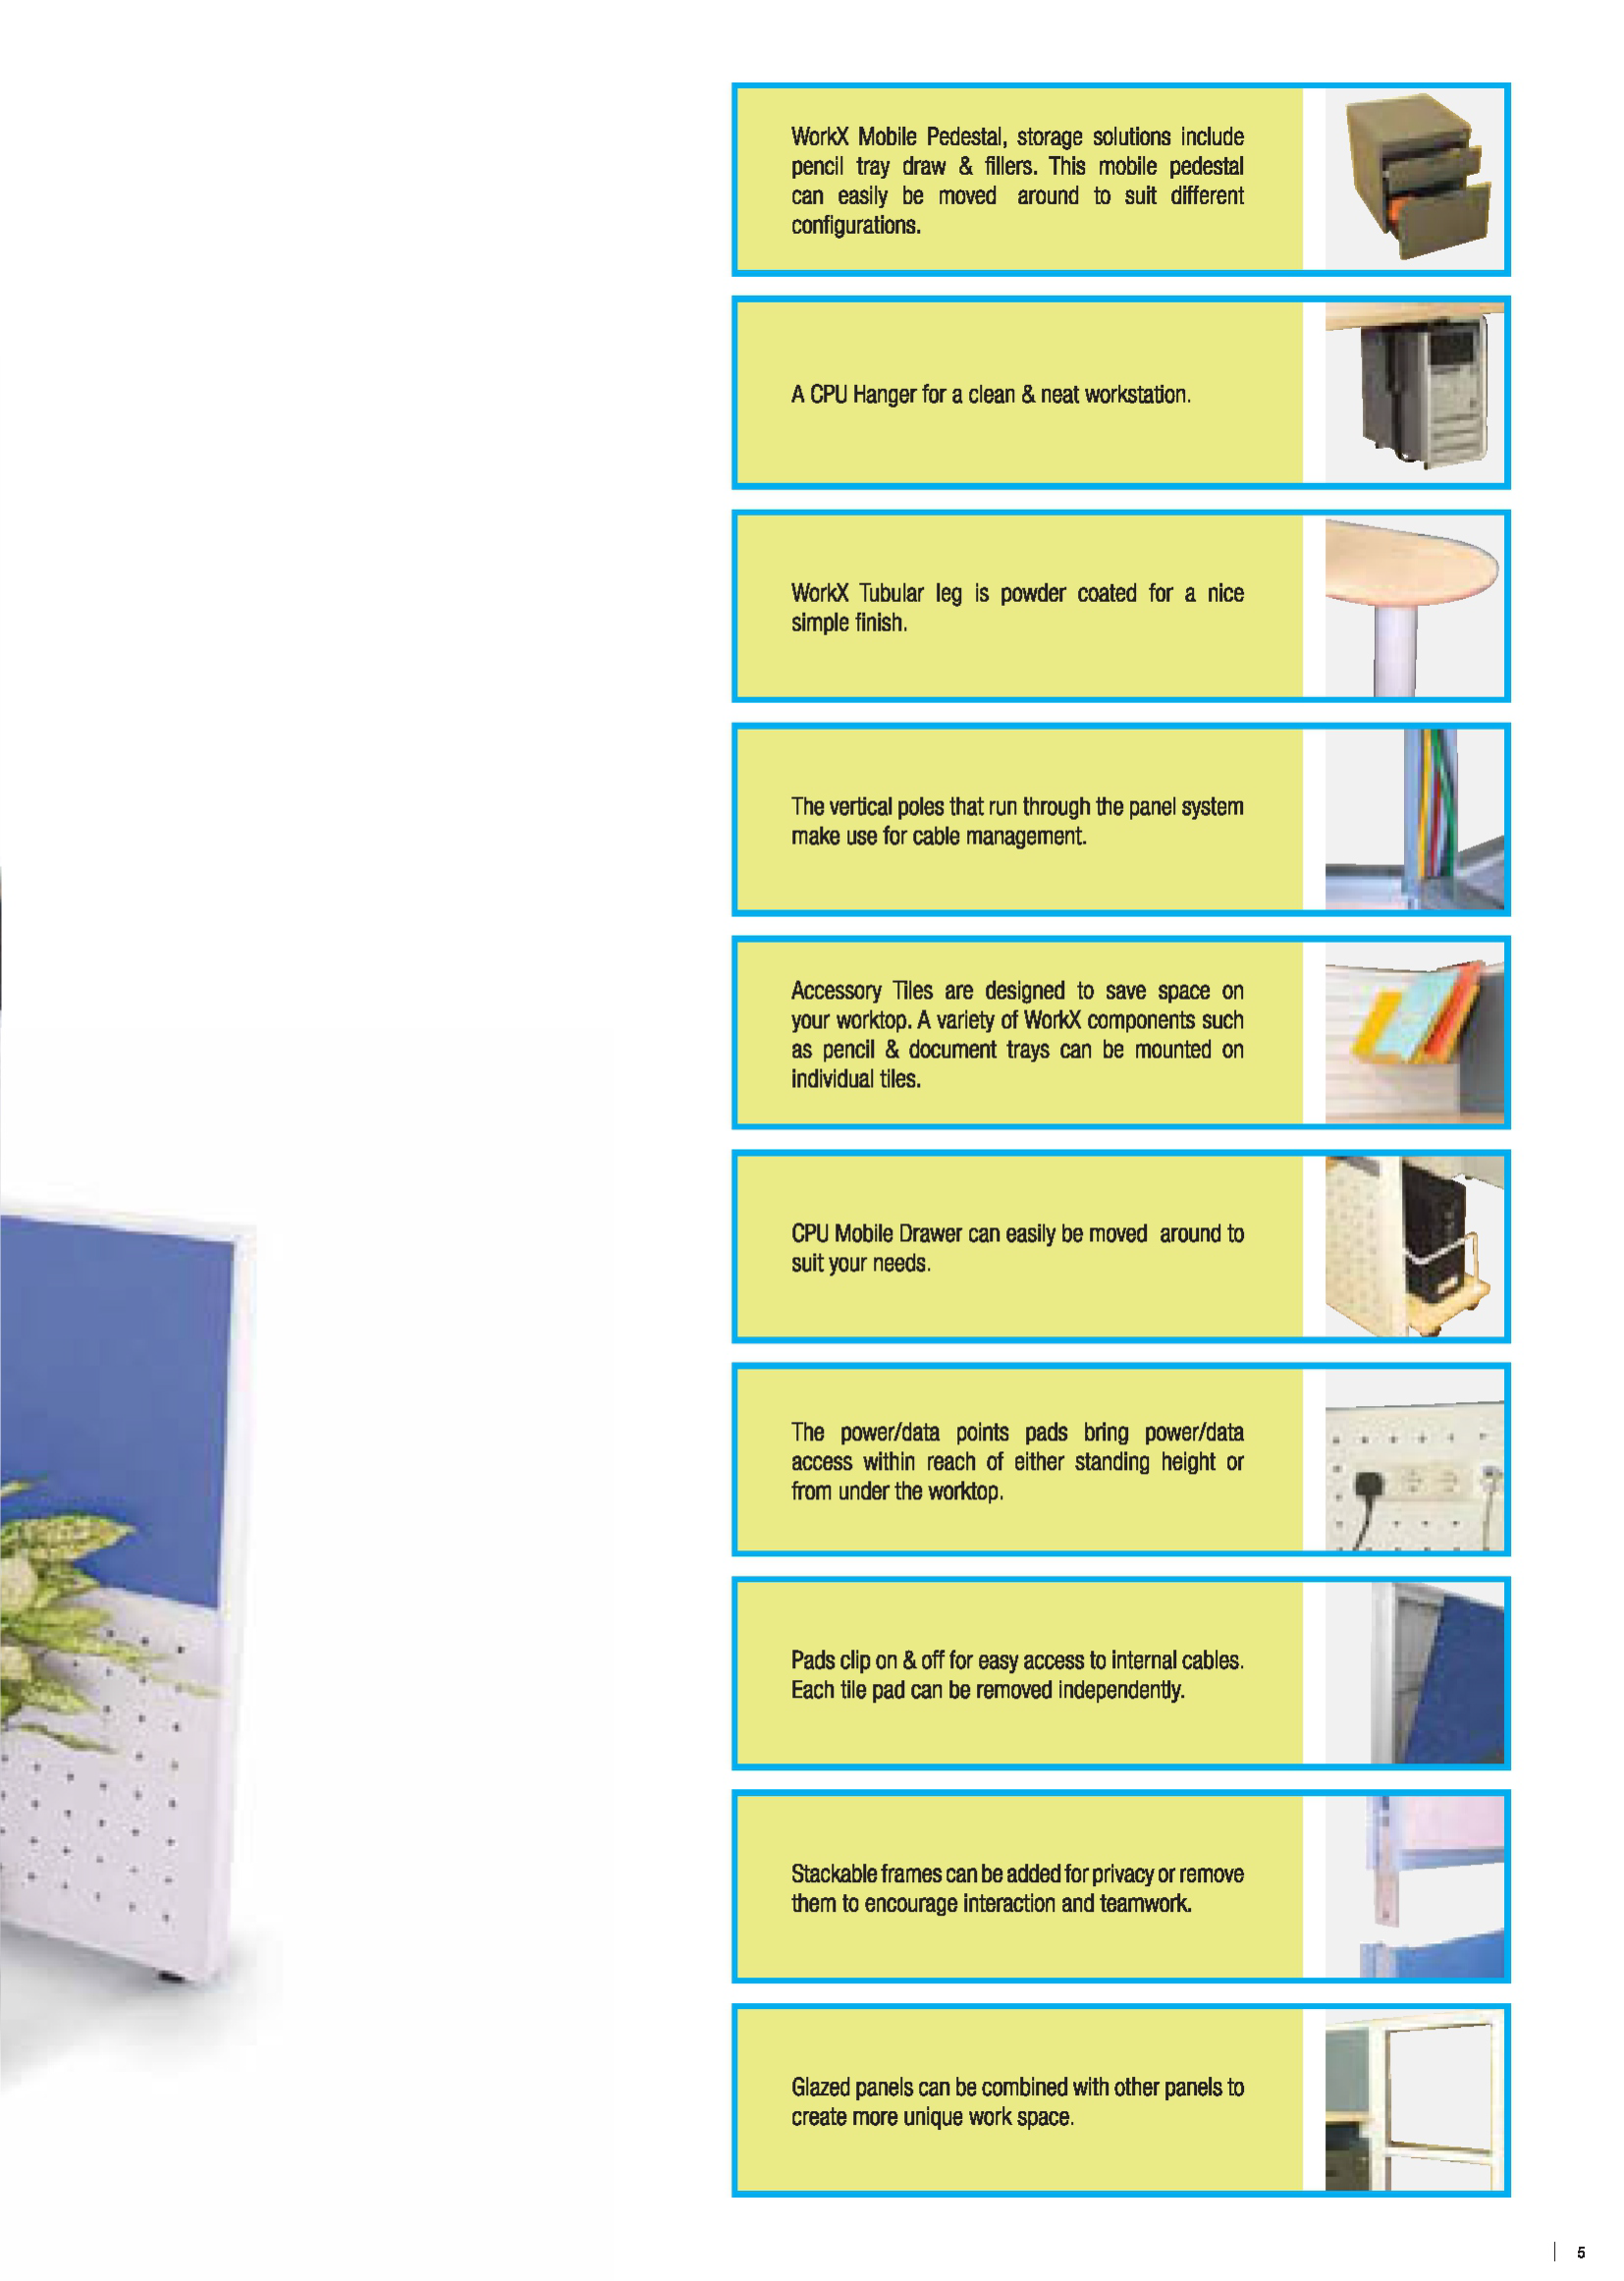 WorkX Mobile Pedestal, storage solutions include
pencil tray draw & fillers. This mobile pedestal
can easily be moved around to suit different
configurations.
A CPU Hanger for a clean & neat workstation.
WorkX Tubular leg is powder coated for a nice
simple finish.
The vertical poles that run through the panel system
make use for cable management.
Accessory Tiles are designed to save space on
your worktop. A variety of WorkX components such
as pencil & document trays can be mounted on
individual tiles.
CPU Mobile Drawer can easily be moved around to
suit your needs.
The power/data points pads bring power/data
access within reach of either standing height or
from under the worktop.
Pads clip on & off for easy access to internal cables.
Each tile pad can be removed independently.
Stackable frames can be added for privacy or remove
them to encourage interaction and teamwork.
Glazed panels can be combined with other panels to
create more unique work space.
5